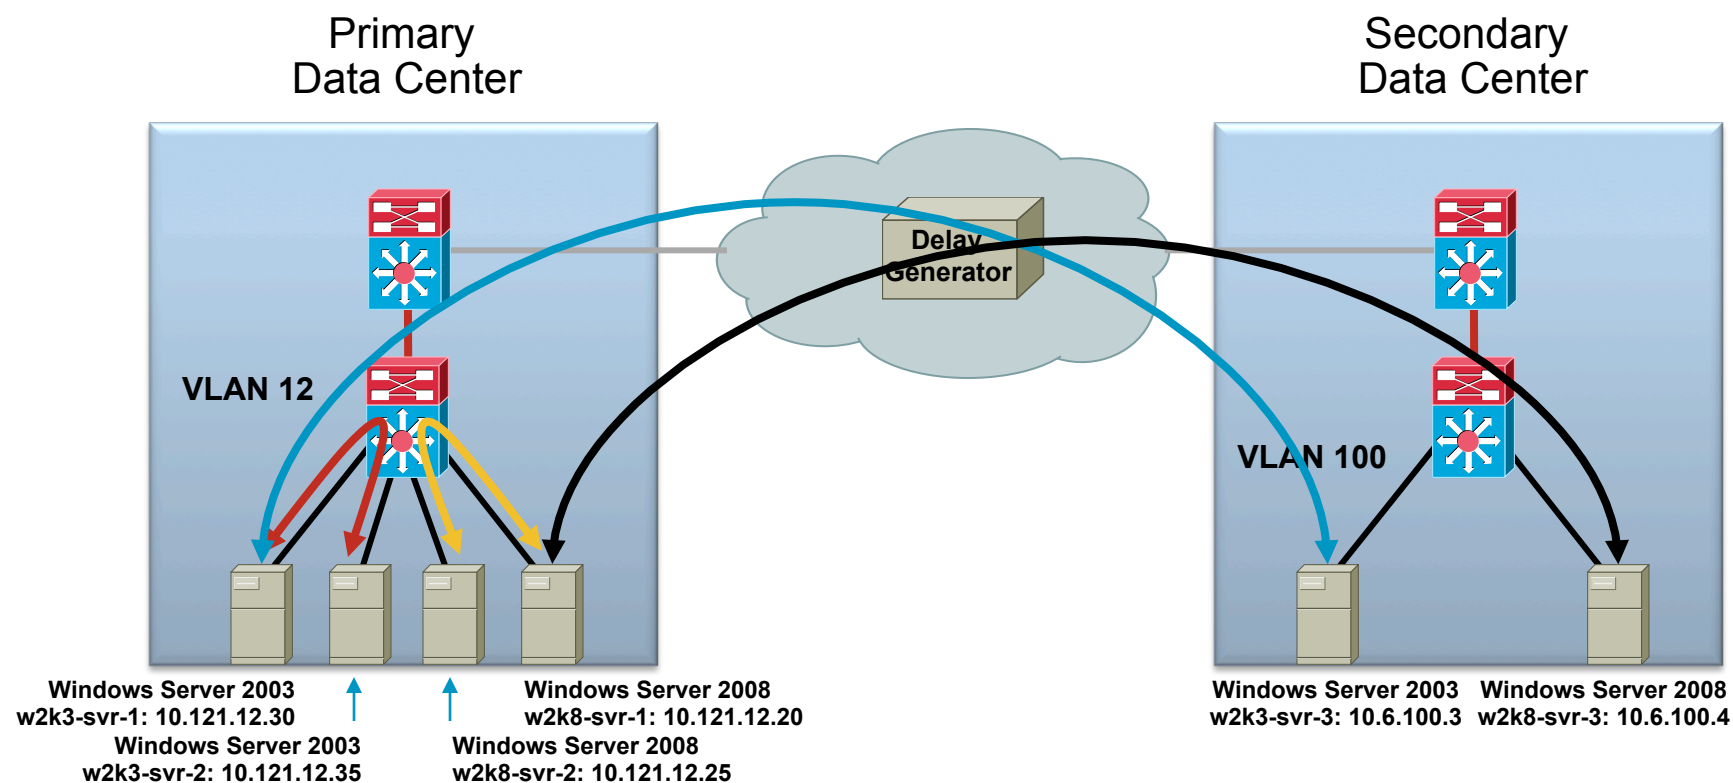 Primary
Data Center
Secondary
Data Center
Delay
Generator
VLAN 12
VLAN 100
Windows Server 2003
w2k3-svr-1: 10.121.12.30
Windows Server 2008
w2k8-svr-1: 10.121.12.20
Windows Server 2003
w2k3-svr-2: 10.121.12.35
Windows Server 2008
w2k8-svr-2: 10.121.12.25
Windows Server 2003
w2k3-svr-3: 10.6.100.3
Windows Server 2008
w2k8-svr-3: 10.6.100.4